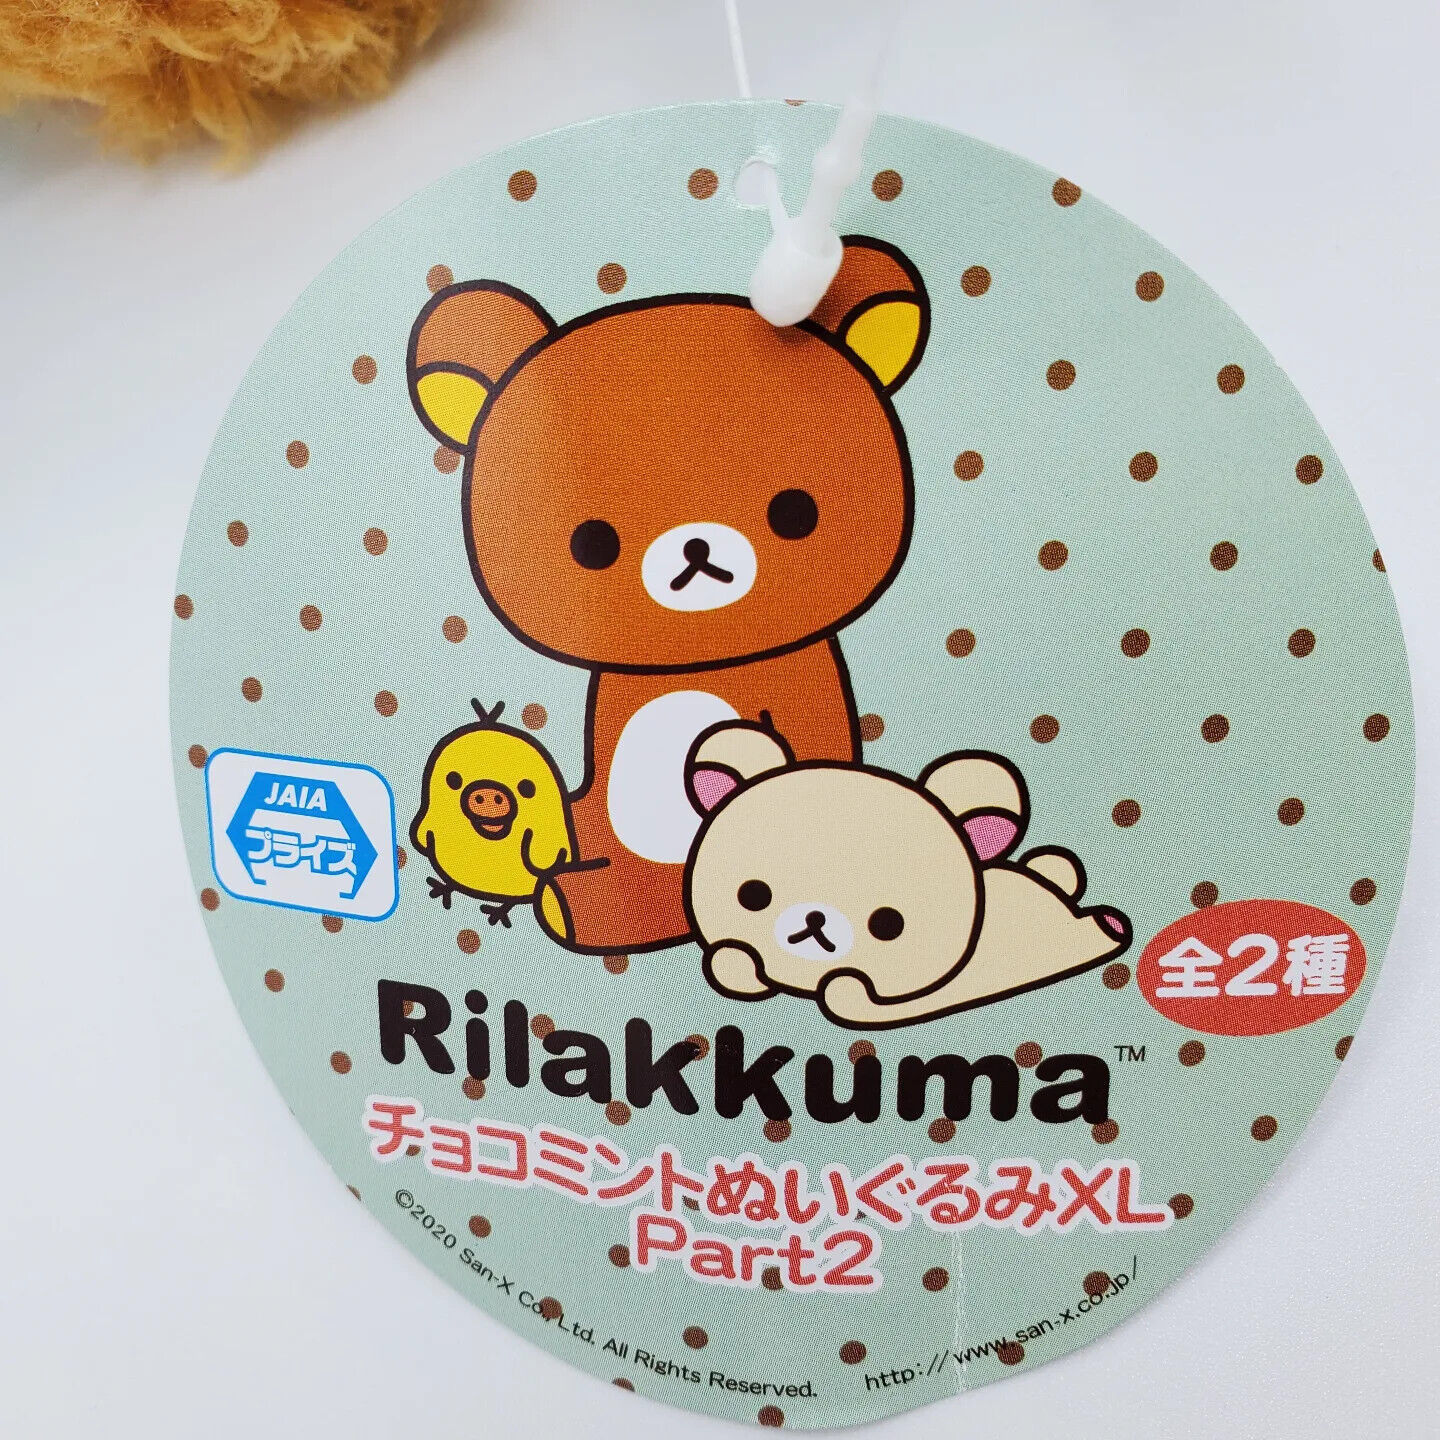 JAIA
プライズ
全2種
Rilakkuma™
チョコミントぬいぐるみXL
Part2
©2020 San-X Co., Ltd. All Rights Reserved.
http://www.san-x.co.jp/